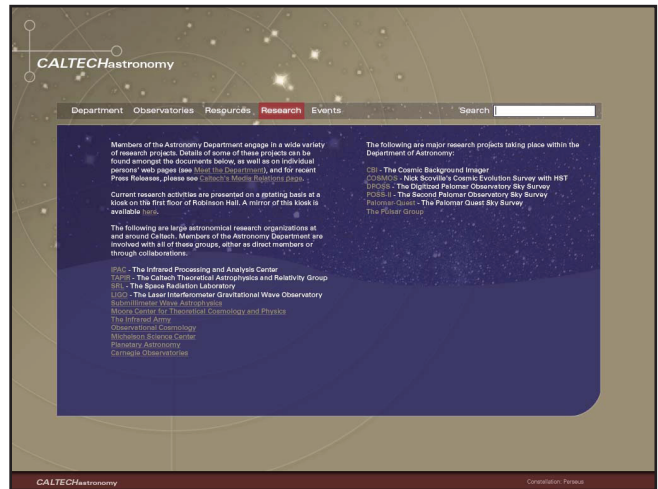 CALTECHastronomy
Department Observatories Resources Research Events Search
Members of the Astronomy Department engage in a wide variety
of research projects. Details of some of these projects can be
found amongst the documents below, as well as on individual
persons' web pages (see Meet the Department), and for recent
Press Releases, please see Caltech's Media Relations page.
Current research activities are presented on a rotating basis at a
kiosk on the first floor of Robinson Hall. A mirror of this kiosk is
available here.
The following are large astronomical research organizations at
and around Caltech. Members of the Astronomy Department are
involved with all of these groups, either as direct members or
through collaborations.
IPAC - The Infrared Processing and Analysis Center
TAPIR - The Caltech Theoretical Astrophysics and Relativity Group
SRL - The Space Radiation Laboratory
LIGO - The Laser Interferometer Gravitational Wave Observatory
Submillimeter Wave Astrophysics
Moore Center for Theoretical Cosmology and Physics
The Infrared Army
Observational Cosmology
Michelson Science Center
Planetary Astronomy
Carnegie Observatories
The following are major research projects taking place within the
Department of Astronomy:
CBI - The Cosmic Background Imager
COSMOS - Nick Scoville's Cosmic Evolution Survey with HST
DPOSS - The Digitized Palomar Observatory Sky Survey
POSS-II - The Second Palomar Observatory Sky Survey
Palomar-Quest - The Palomar Quest Sky Survey
The Pulsar Group
CALTECHastronomy
Constellation: Perseus